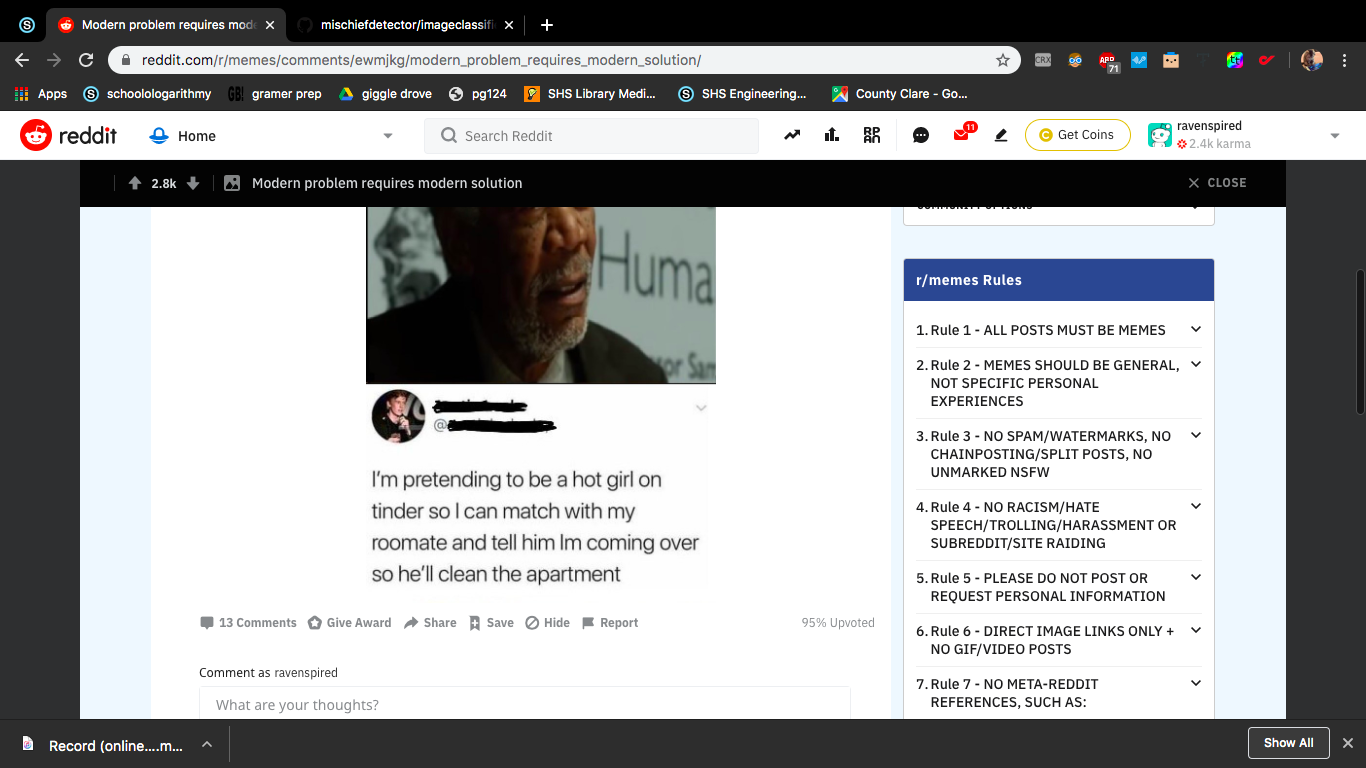 Modern problem requires mod
mischiefdetector/imageclassifi
reddit.com/r/memes/comments/ewmjkg/modern_problem_requires_modern_solution/
CRX
ABP
71
Apps
schoolologarithmy
GB!
gramer prep
giggle drove
pg124
SHS Library Medi...
SHS Engineering...
County Clare - Go...
reddit
Home
Search Reddit
11
Get Coins
ravenspired
2.4k karma
2.8k
Modern problem requires modern solution
CLOSE
COMMUNITY OPTIONS
Huma
or Sam
@
I'm pretending to be a hot girl on
tinder so I can match with my
roomate and tell him Im coming over
so he'll clean the apartment
13 Comments
Give Award
Share
Save
Hide
Report
95% Upvoted
Comment as ravenspired
What are your thoughts?
r/memes Rules
1. Rule 1 - ALL POSTS MUST BE MEMES
2. Rule 2 - MEMES SHOULD BE GENERAL,
NOT SPECIFIC PERSONAL
EXPERIENCES
3. Rule 3 - NO SPAM/WATERMARKS, NO
CHAINPOSTING/SPLIT POSTS, NO
UNMARKED NSFW
4. Rule 4 - NO RACISM/HATE
SPEECH/TROLLING/HARASSMENT OR
SUBREDDIT/SITE RAIDING
5. Rule 5 - PLEASE DO NOT POST OR
REQUEST PERSONAL INFORMATION
6. Rule 6 - DIRECT IMAGE LINKS ONLY +
NO GIF/VIDEO POSTS
7. Rule 7 - NO META-REDDIT
REFERENCES, SUCH AS:
Record (online....m...
Show All